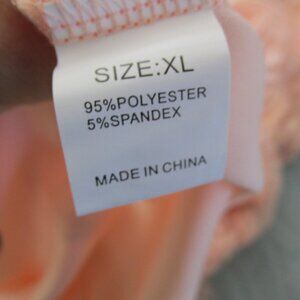 SIZE:XL
95%POLYESTER
5%SPANDEX
MADE IN CHINA